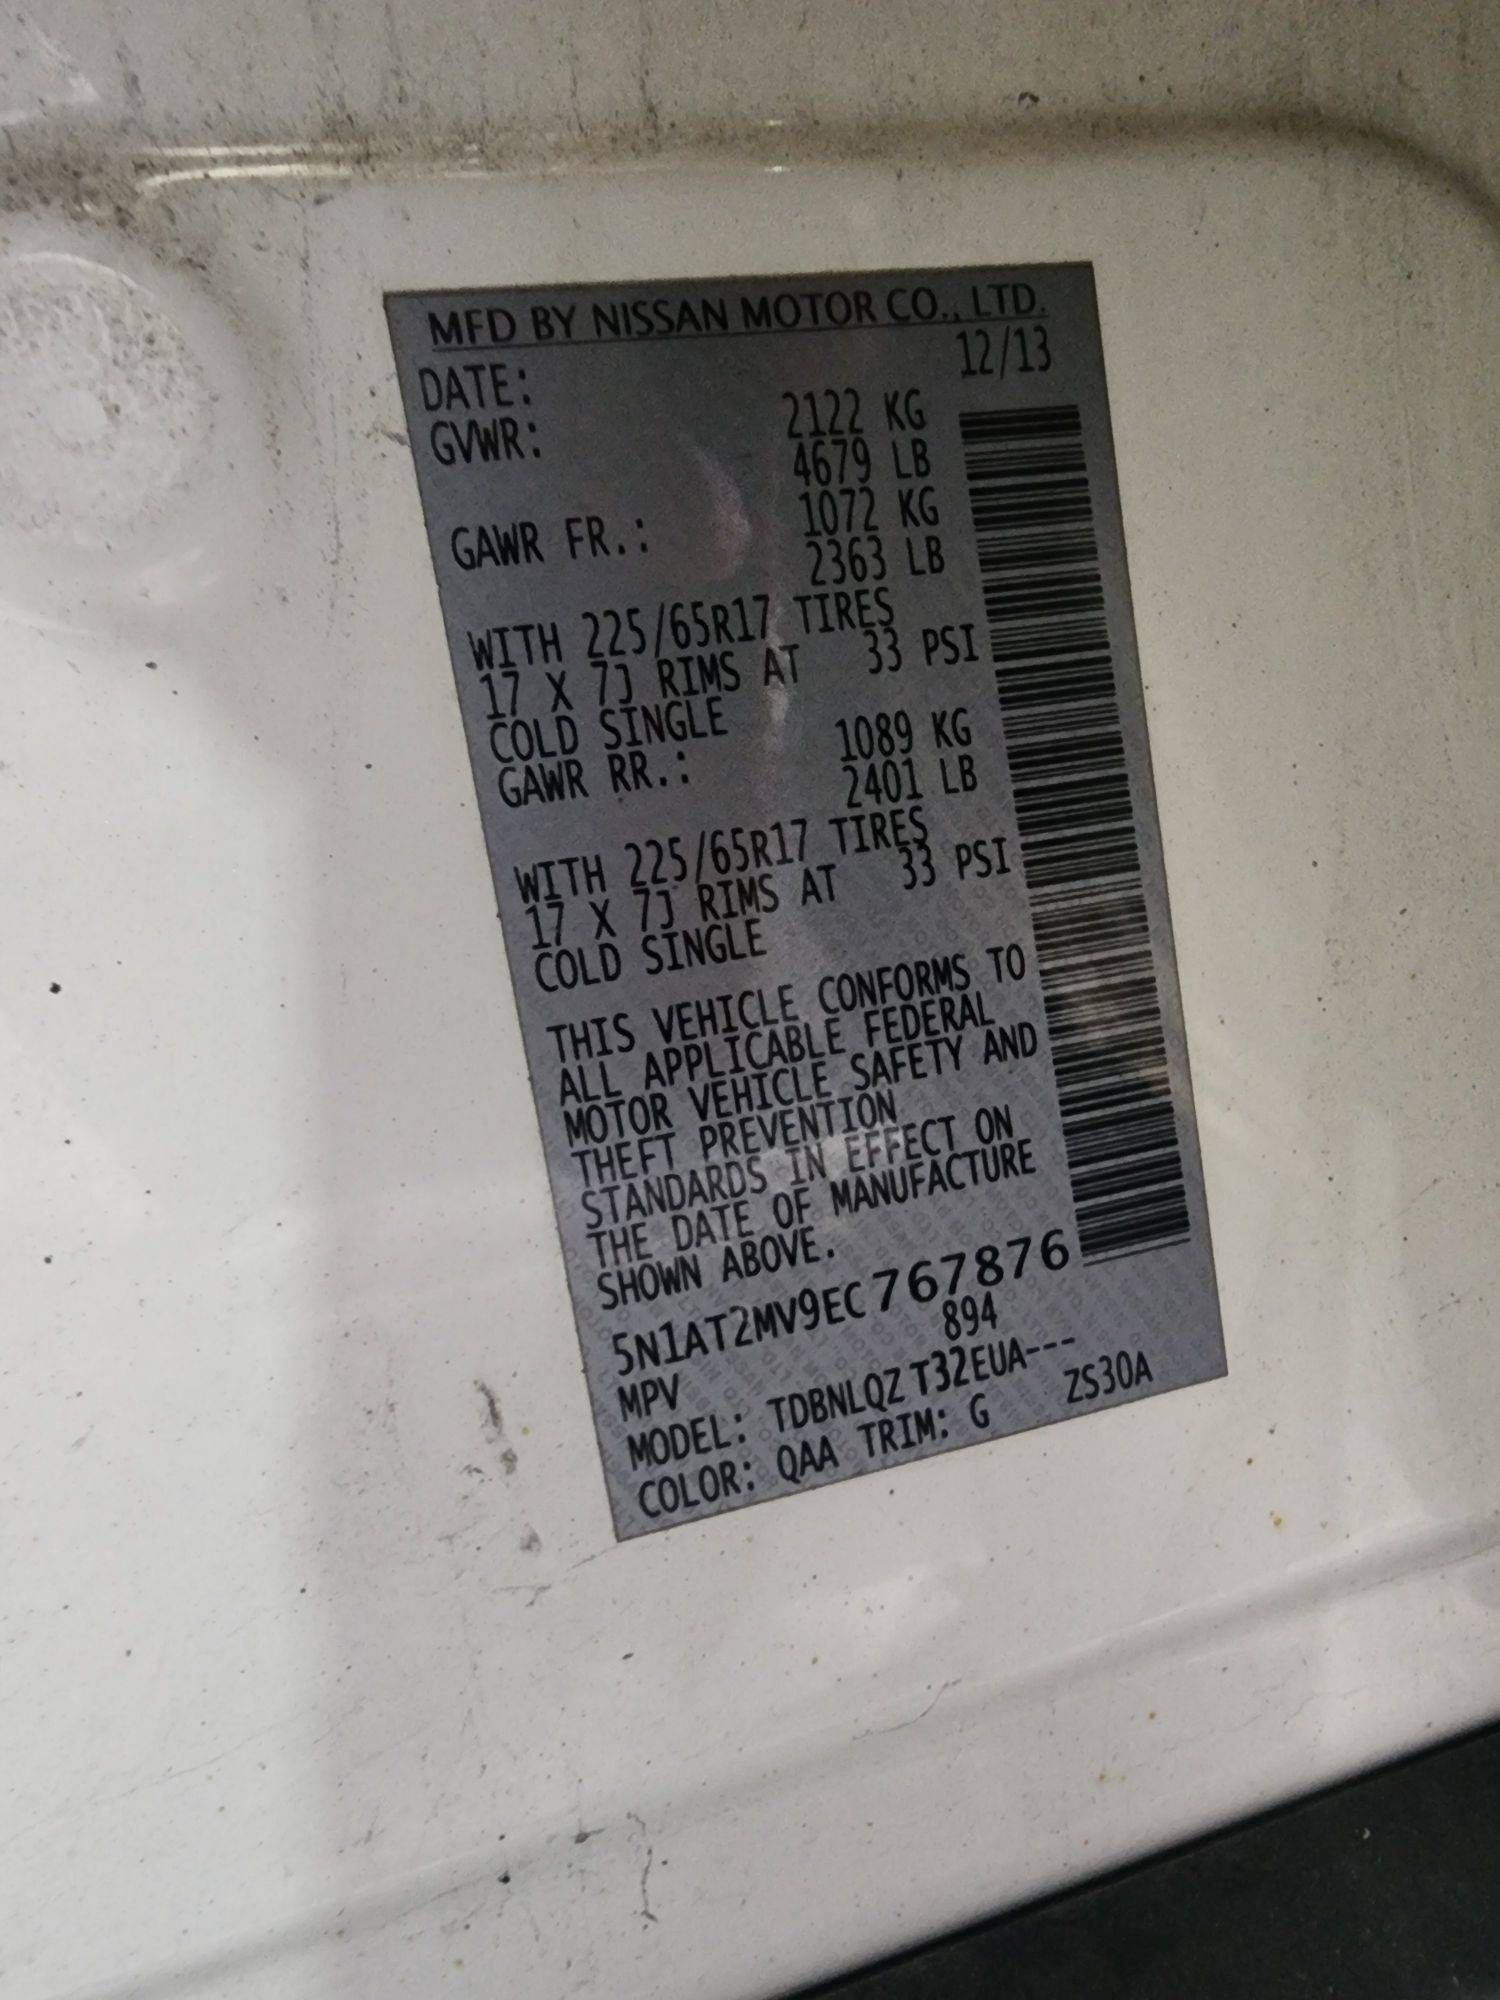 MFD BY NISSAN MOTOR CO., LTD.
DATE: 12/13
GVWR: 2122 KG
4679 LB
GAWR FR.: 1072 KG
2363 LB
WITH 225/65R17 TIRES
17 X 7J RIMS AT 33 PSI
COLD SINGLE
GAWR RR.: 1089 KG
2401 LB
WITH 225/65R17 TIRES
17 X 7J RIMS AT 33 PSI
COLD SINGLE
THIS VEHICLE CONFORMS TO
ALL APPLICABLE FEDERAL
MOTOR VEHICLE SAFETY AND
THEFT PREVENTION
STANDARDS IN EFFECT ON
THE DATE OF MANUFACTURE
SHOWN ABOVE.
5N1AT2MV9EC767876
MPV 894
MODEL: TDBNLQZ T32EUA---
COLOR: QAA TRIM: G ZS30A